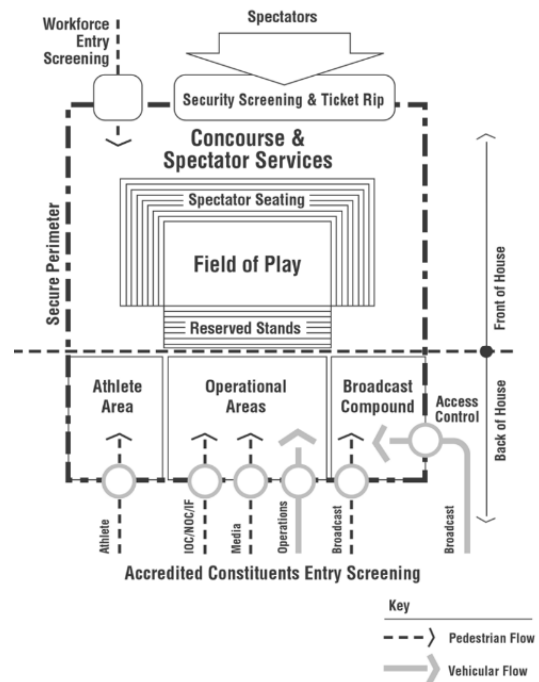 Spectators
Workforce
Entry
Screening
Security Screening & Ticket Rip
Concourse &
Spectator Services
Spectator Seating
Field of Play
Reserved Stands
Secure Perimeter
Front of House
Athlete
Area
Operational
Areas
Broadcast
Compound
Access
Control
Back of House
Athlete
IOC/NOC/IF
Media
Operations
Broadcast
Broadcast
Accredited Constituents Entry Screening
Key
Pedestrian Flow
Vehicular Flow